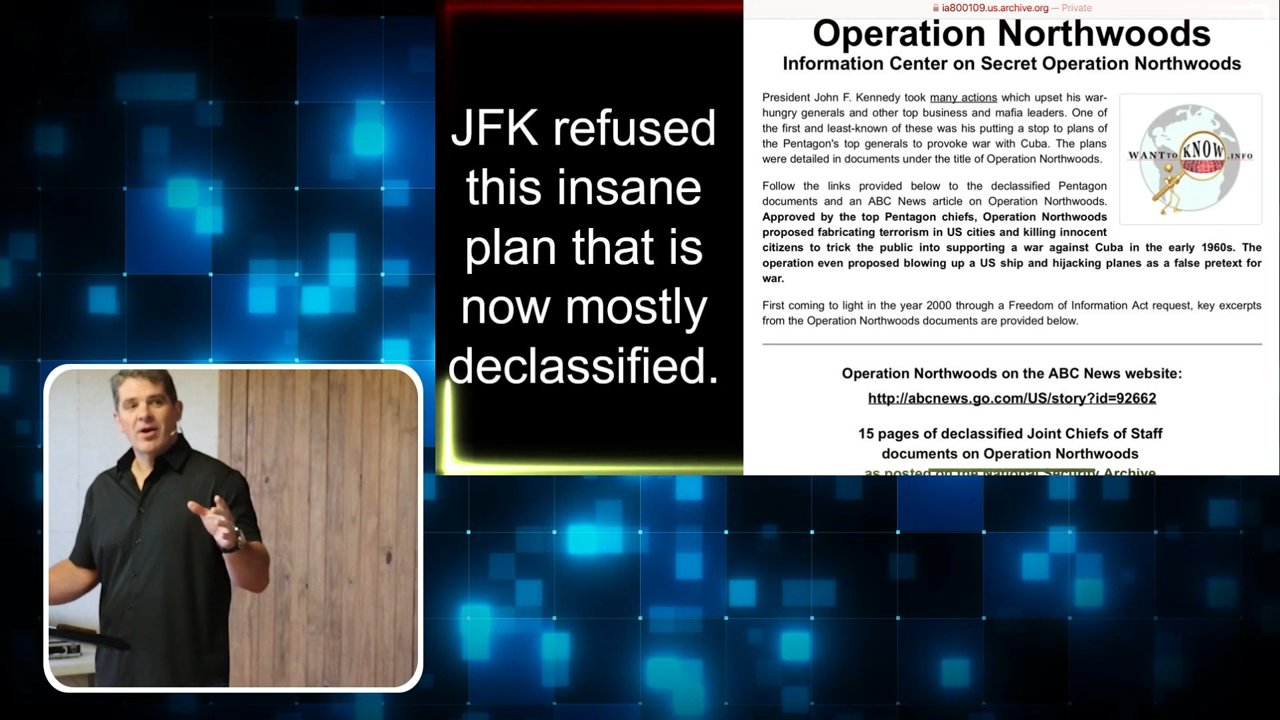 JFK refused
this insane
plan that is
now mostly
declassified.
ia800109.us.archive.org — Private
Operation Northwoods
Information Center on Secret Operation Northwoods
President John F. Kennedy took many actions which upset his war-
hungry generals and other top business and mafia leaders. One of
the first and least-known of these was his putting a stop to plans of
the Pentagon's top generals to provoke war with Cuba. The plans
were detailed in documents under the title of Operation Northwoods.
WANT TO KNOW .INFO
Follow the links provided below to the declassified Pentagon
documents and an ABC News article on Operation Northwoods.
Approved by the top Pentagon chiefs, Operation Northwoods
proposed fabricating terrorism in US cities and killing innocent
citizens to trick the public into supporting a war against Cuba in the early 1960s. The
operation even proposed blowing up a US ship and hijacking planes as a false pretext for
war.
First coming to light in the year 2000 through a Freedom of Information Act request, key excerpts
from the Operation Northwoods documents are provided below.
Operation Northwoods on the ABC News website:
http://abcnews.go.com/US/story?id=92662
15 pages of declassified Joint Chiefs of Staff
documents on Operation Northwoods
as posted on the National Security Archive